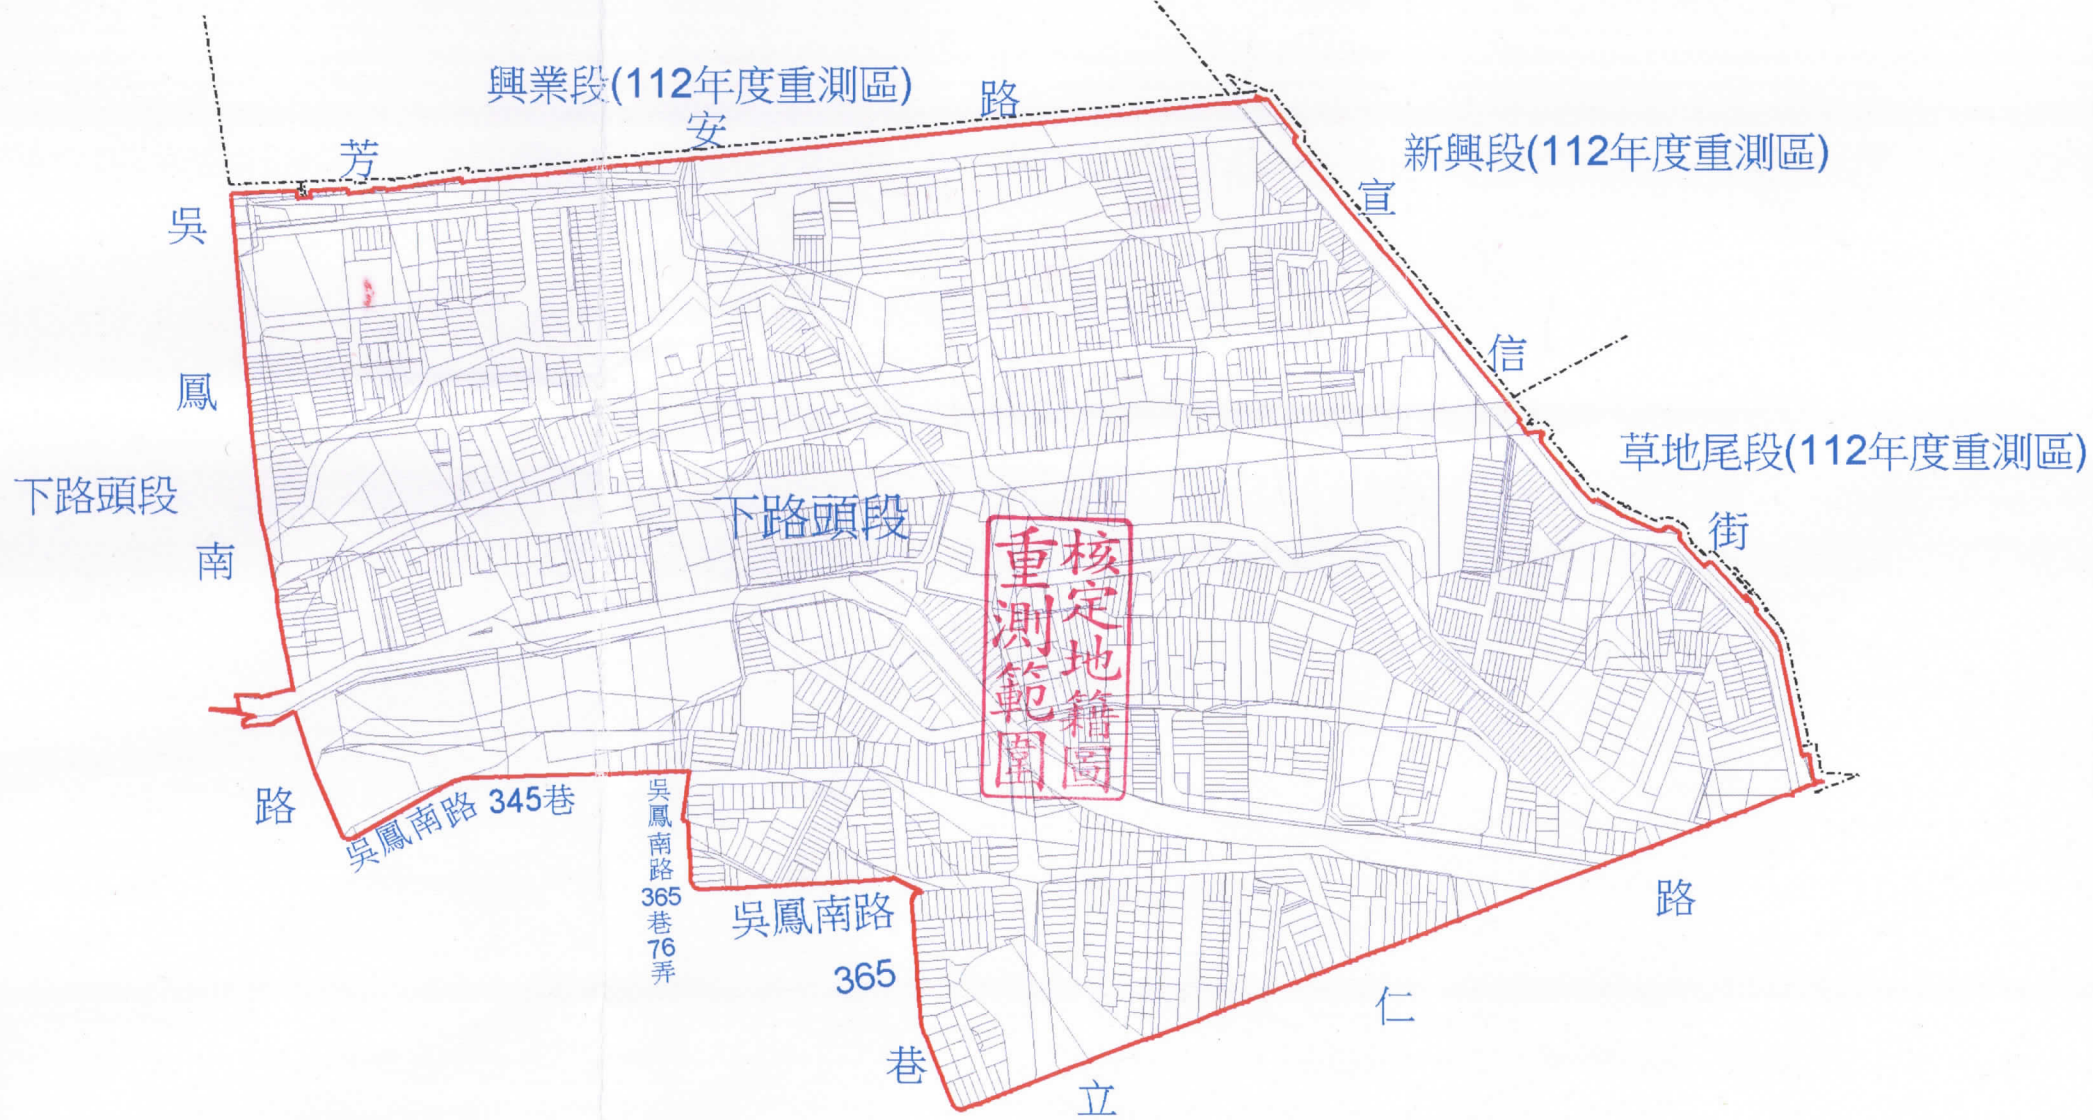 興業段(112年度重測區)
芳安路
新興段(112年度重測區)
宣信街
草地尾段(112年度重測區)
吳鳳南路
下路頭段
下路頭段
核定地籍圖
重測範圍
吳鳳南路 345巷
吳鳳南路365巷76弄
吳鳳南路
365
巷
立仁路